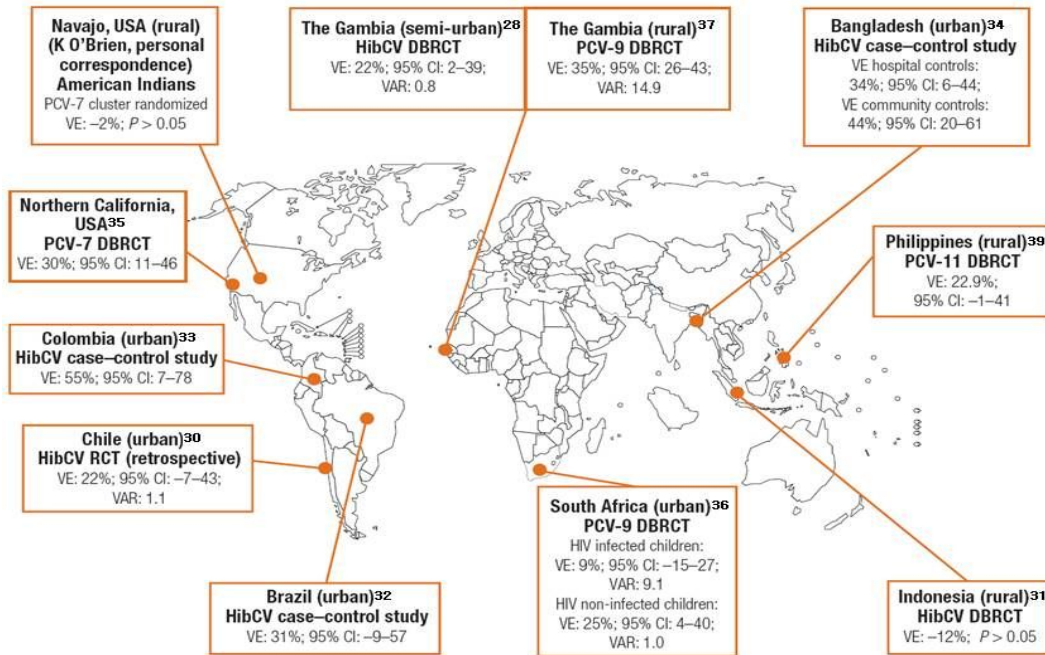 Navajo, USA (rural)
(K O’Brien, personal
correspondence)
American Indians
PCV-7 cluster randomized
VE: –2%; P > 0.05
The Gambia (semi-urban)28
HibCV DBRCT
VE: 22%; 95% CI: 2–39;
VAR: 0.8
The Gambia (rural)37
PCV-9 DBRCT
VE: 35%; 95% CI: 26–43;
VAR: 14.9
Bangladesh (urban)34
HibCV case–control study
VE hospital controls:
34%; 95% CI: 6–44;
VE community controls:
44%; 95% CI: 20–61
Northern California,
USA35
PCV-7 DBRCT
VE: 30%; 95% CI: 11–46
Philippines (rural)39
PCV-11 DBRCT
VE: 22.9%;
95% CI: –1–41
Colombia (urban)33
HibCV case–control study
VE: 55%; 95% CI: 7–78
Chile (urban)30
HibCV RCT (retrospective)
VE: 22%; 95% CI: –7–43;
VAR: 1.1
South Africa (urban)36
PCV-9 DBRCT
HIV infected children:
VE: 9%; 95% CI: –15–27;
VAR: 9.1
HIV non-infected children:
VE: 25%; 95% CI: 4–40;
VAR: 1.0
Brazil (urban)32
HibCV case–control study
VE: 31%; 95% CI: –9–57
Indonesia (rural)31
HibCV DBRCT
VE: –12%; P > 0.05